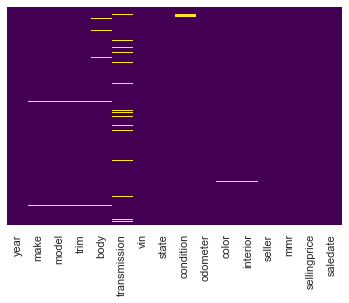 year
make
model
trim
body
transmission
vin
state
condition
odometer
color
interior
seller
mmr
sellingprice
saledate